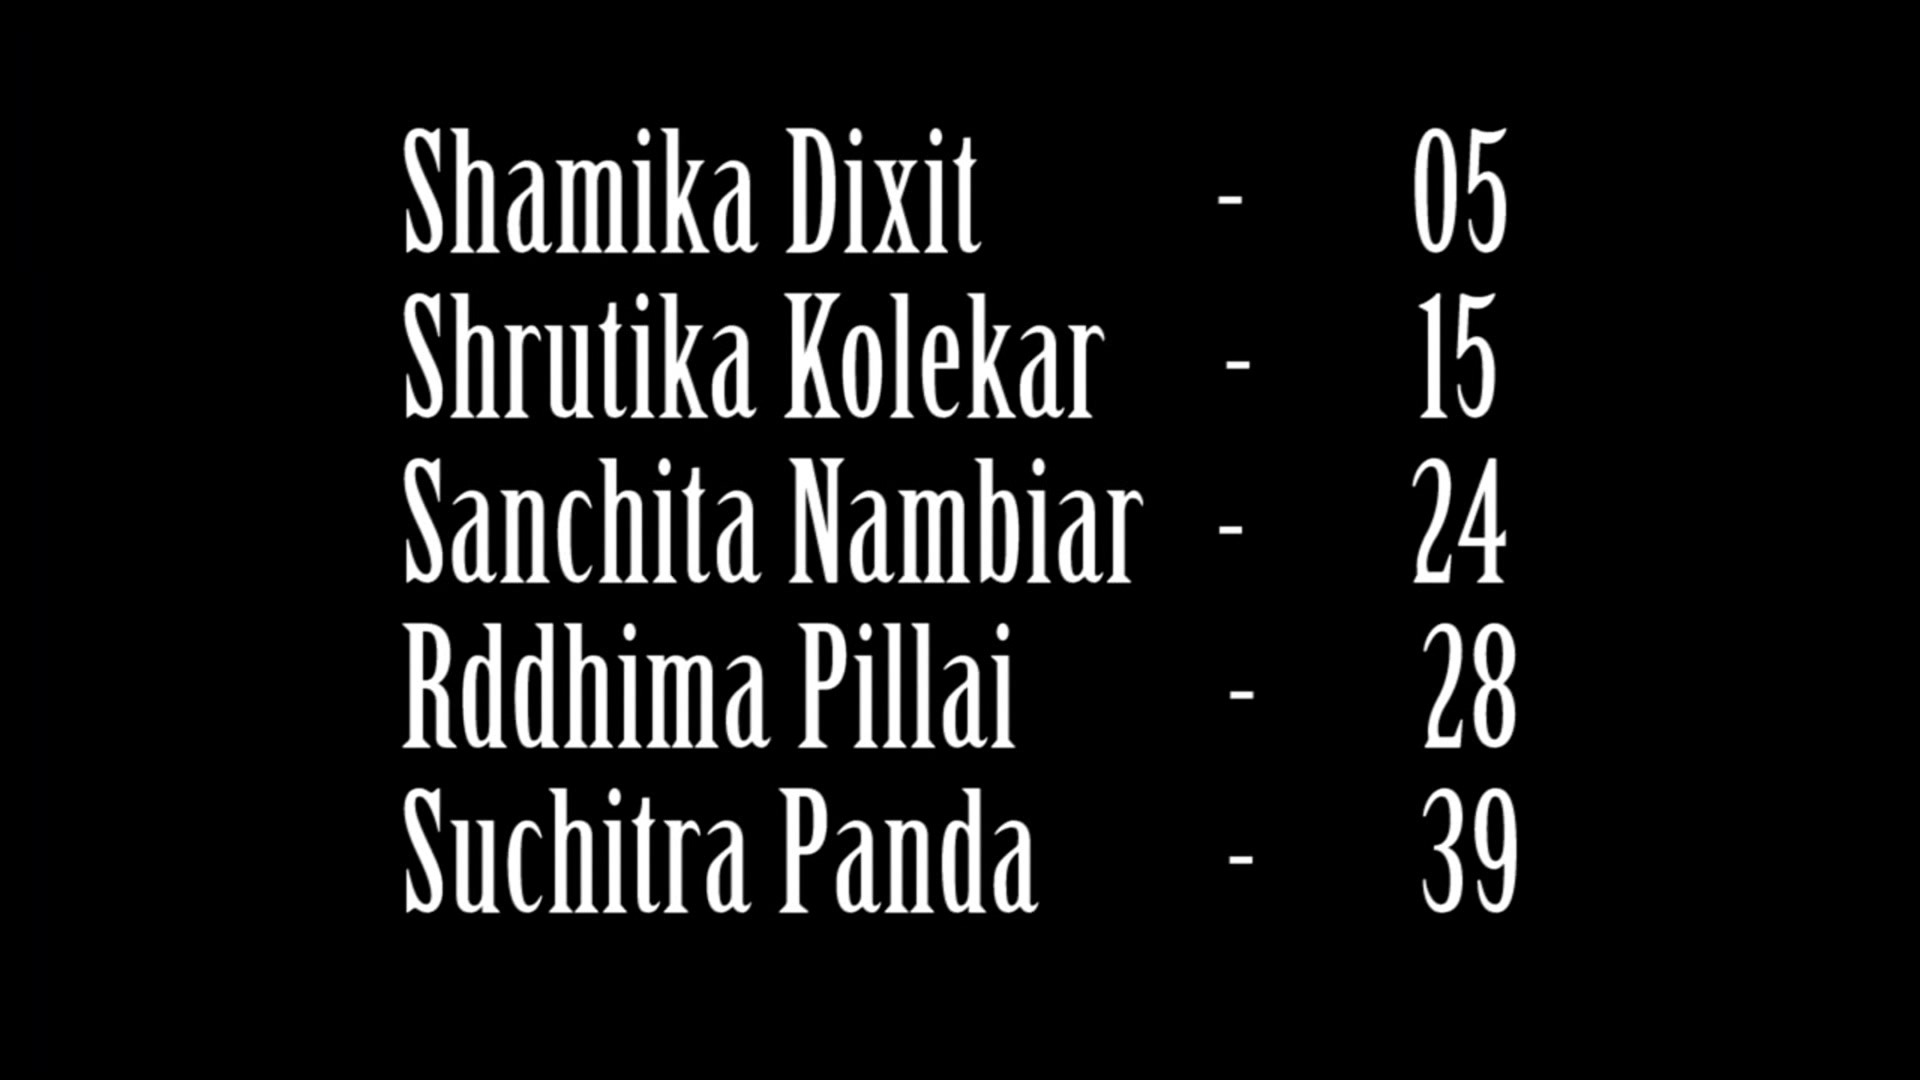 Shamika Dixit - 05
Shrutika Kolekar - 15
Sanchita Nambiar - 24
Rddhima Pillai - 28
Suchitra Panda - 39